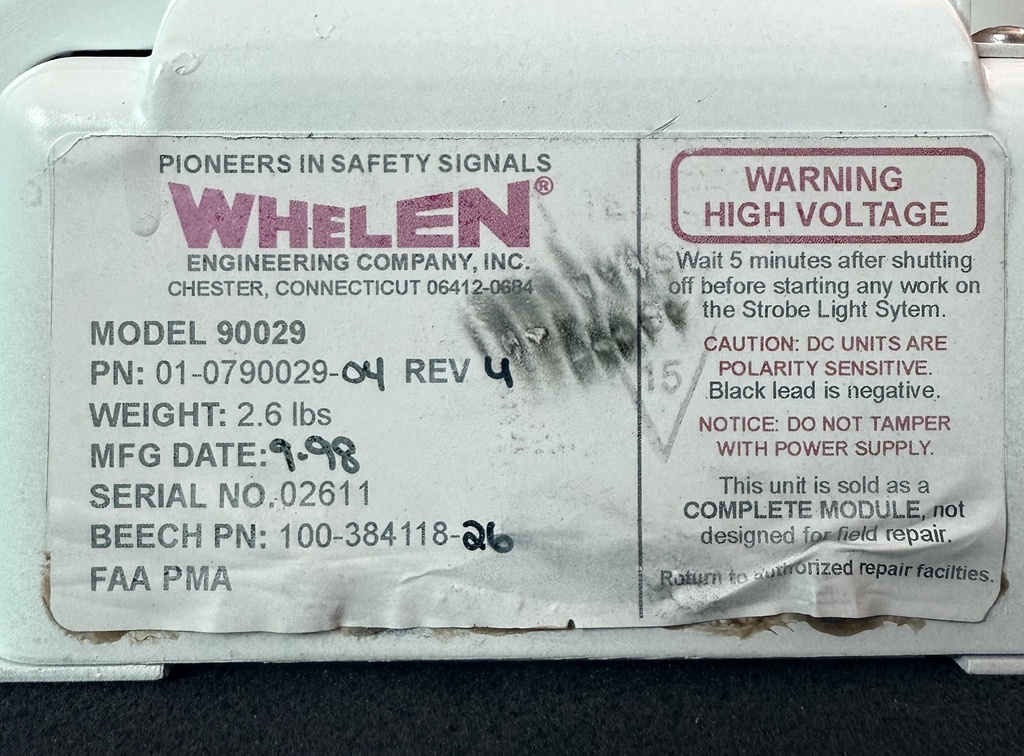 PIONEERS IN SAFETY SIGNALS
WHELEN®
ENGINEERING COMPANY, INC.
CHESTER, CONNECTICUT 06412-0684
MODEL 90029
PN: 01-0790029-04 REV 4
WEIGHT: 2.6 lbs
MFG DATE: 9-98
SERIAL NO. 02611
BEECH PN: 100-384118-26
FAA PMA
15
WARNING
HIGH VOLTAGE
Wait 5 minutes after shutting
off before starting any work on
the Strobe Light Sytem.
CAUTION: DC UNITS ARE
POLARITY SENSITIVE.
Black lead is negative.
NOTICE: DO NOT TAMPER
WITH POWER SUPPLY.
This unit is sold as a
COMPLETE MODULE, not
designed for field repair.
Return to authorized repair facilties.